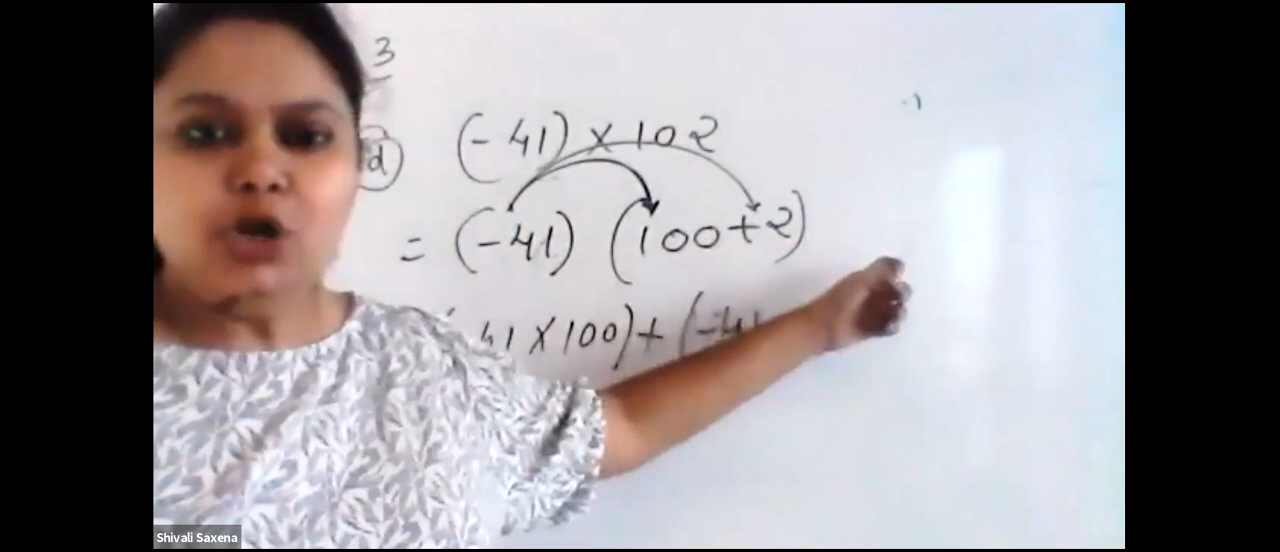 3
(d) (-41) × 102
= (-41) (100+2)
41 × 100) + (-41
Shivali Saxena